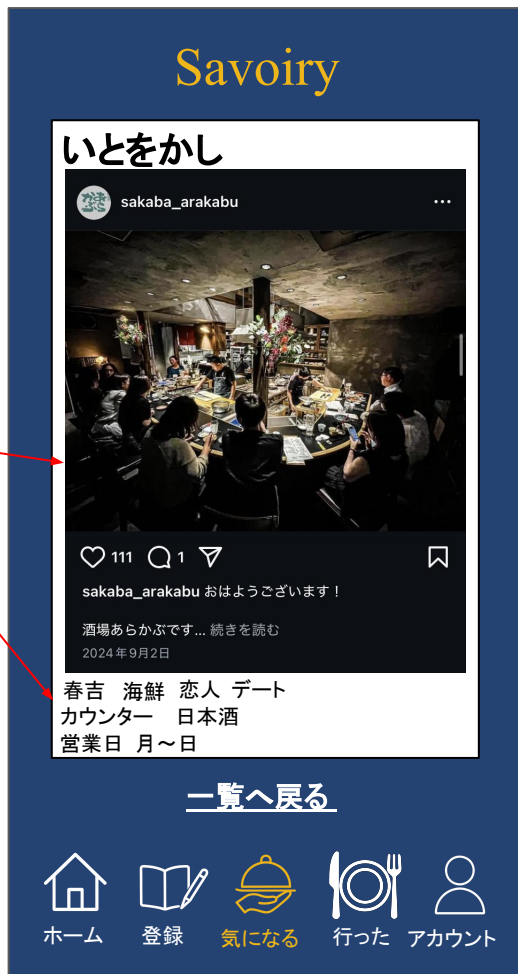 Savoiry
いとをかし
sakaba_arakabu
111 1
sakaba_arakabu おはようございます！
酒場あらかぶです... 続きを読む
2024年9月2日
春吉 海鮮 恋人 デート
カウンター 日本酒
営業日 月～日
一覧へ戻る
ホーム 登録 気になる 行った アカウント